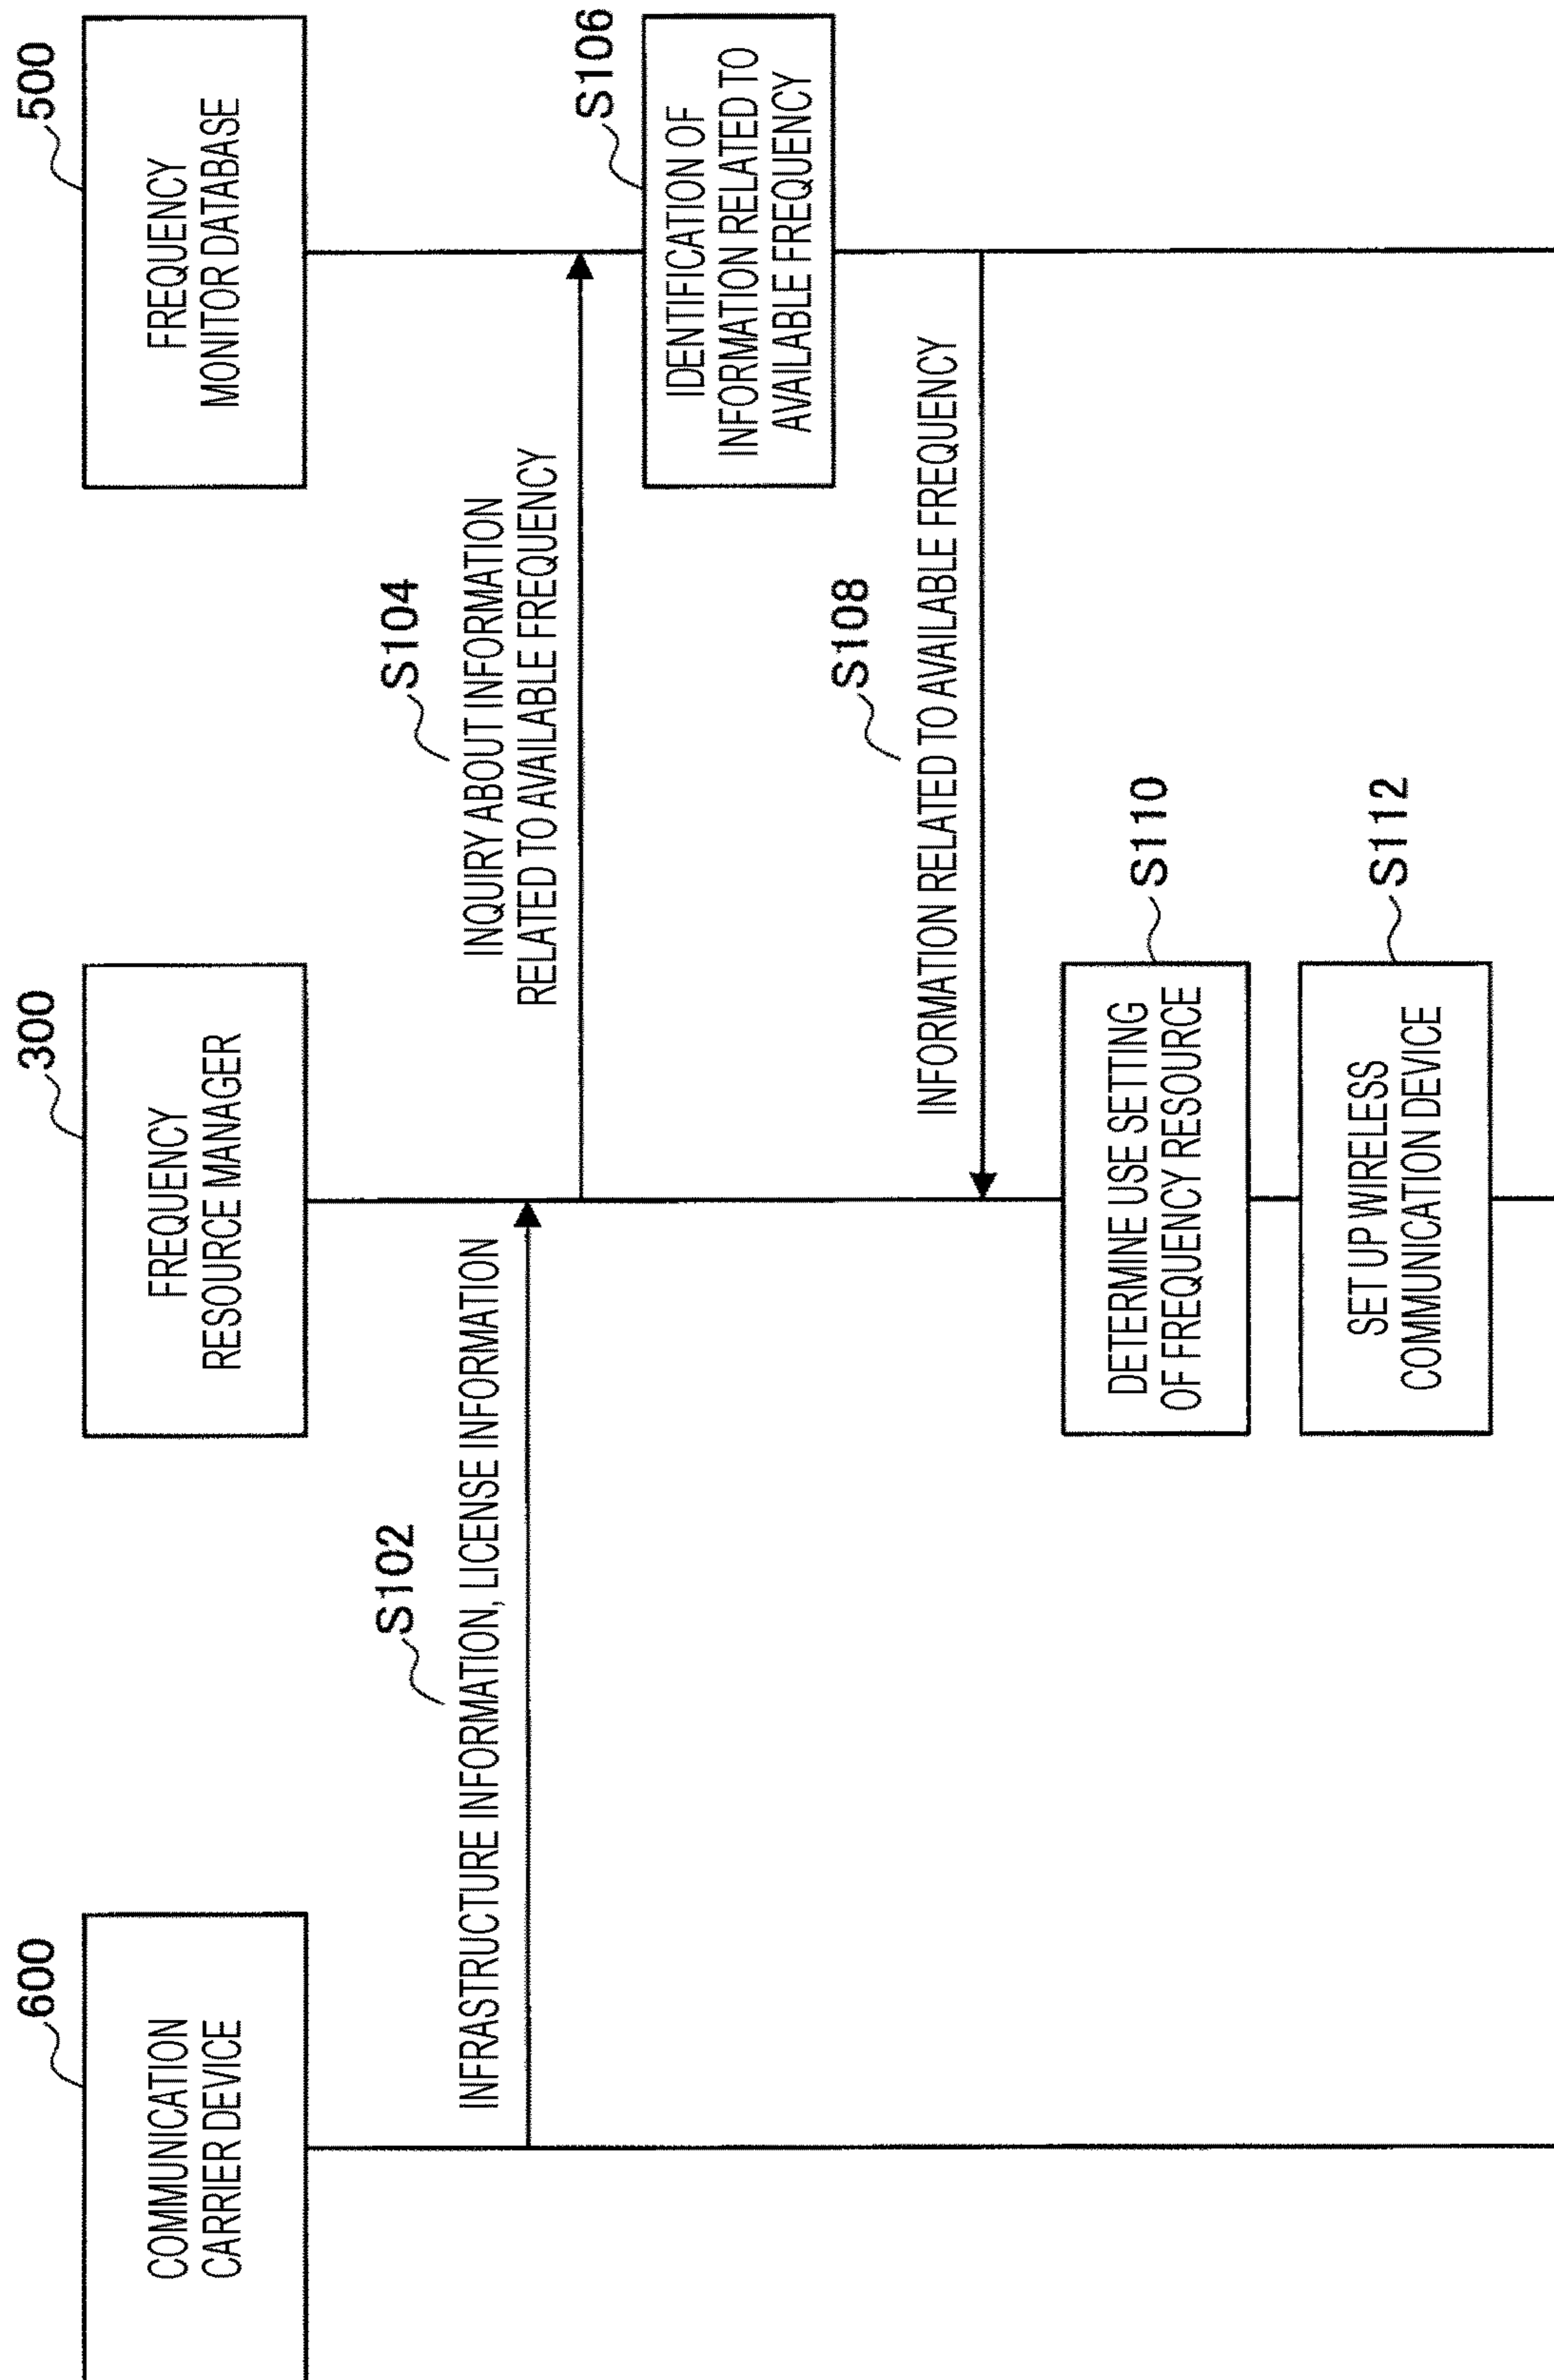 600
COMMUNICATION
CARRIER DEVICE
300
FREQUENCY
RESOURCE MANAGER
500
FREQUENCY
MONITOR DATABASE
S102
INFRASTRUCTURE INFORMATION, LICENSE INFORMATION
S104
INQUIRY ABOUT INFORMATION
RELATED TO AVAILABLE FREQUENCY
S106
IDENTIFICATION OF
INFORMATION RELATED TO
AVAILABLE FREQUENCY
S108
INFORMATION RELATED TO AVAILABLE FREQUENCY
S110
DETERMINE USE SETTING
OF FREQUENCY RESOURCE
S112
SET UP WIRELESS
COMMUNICATION DEVICE